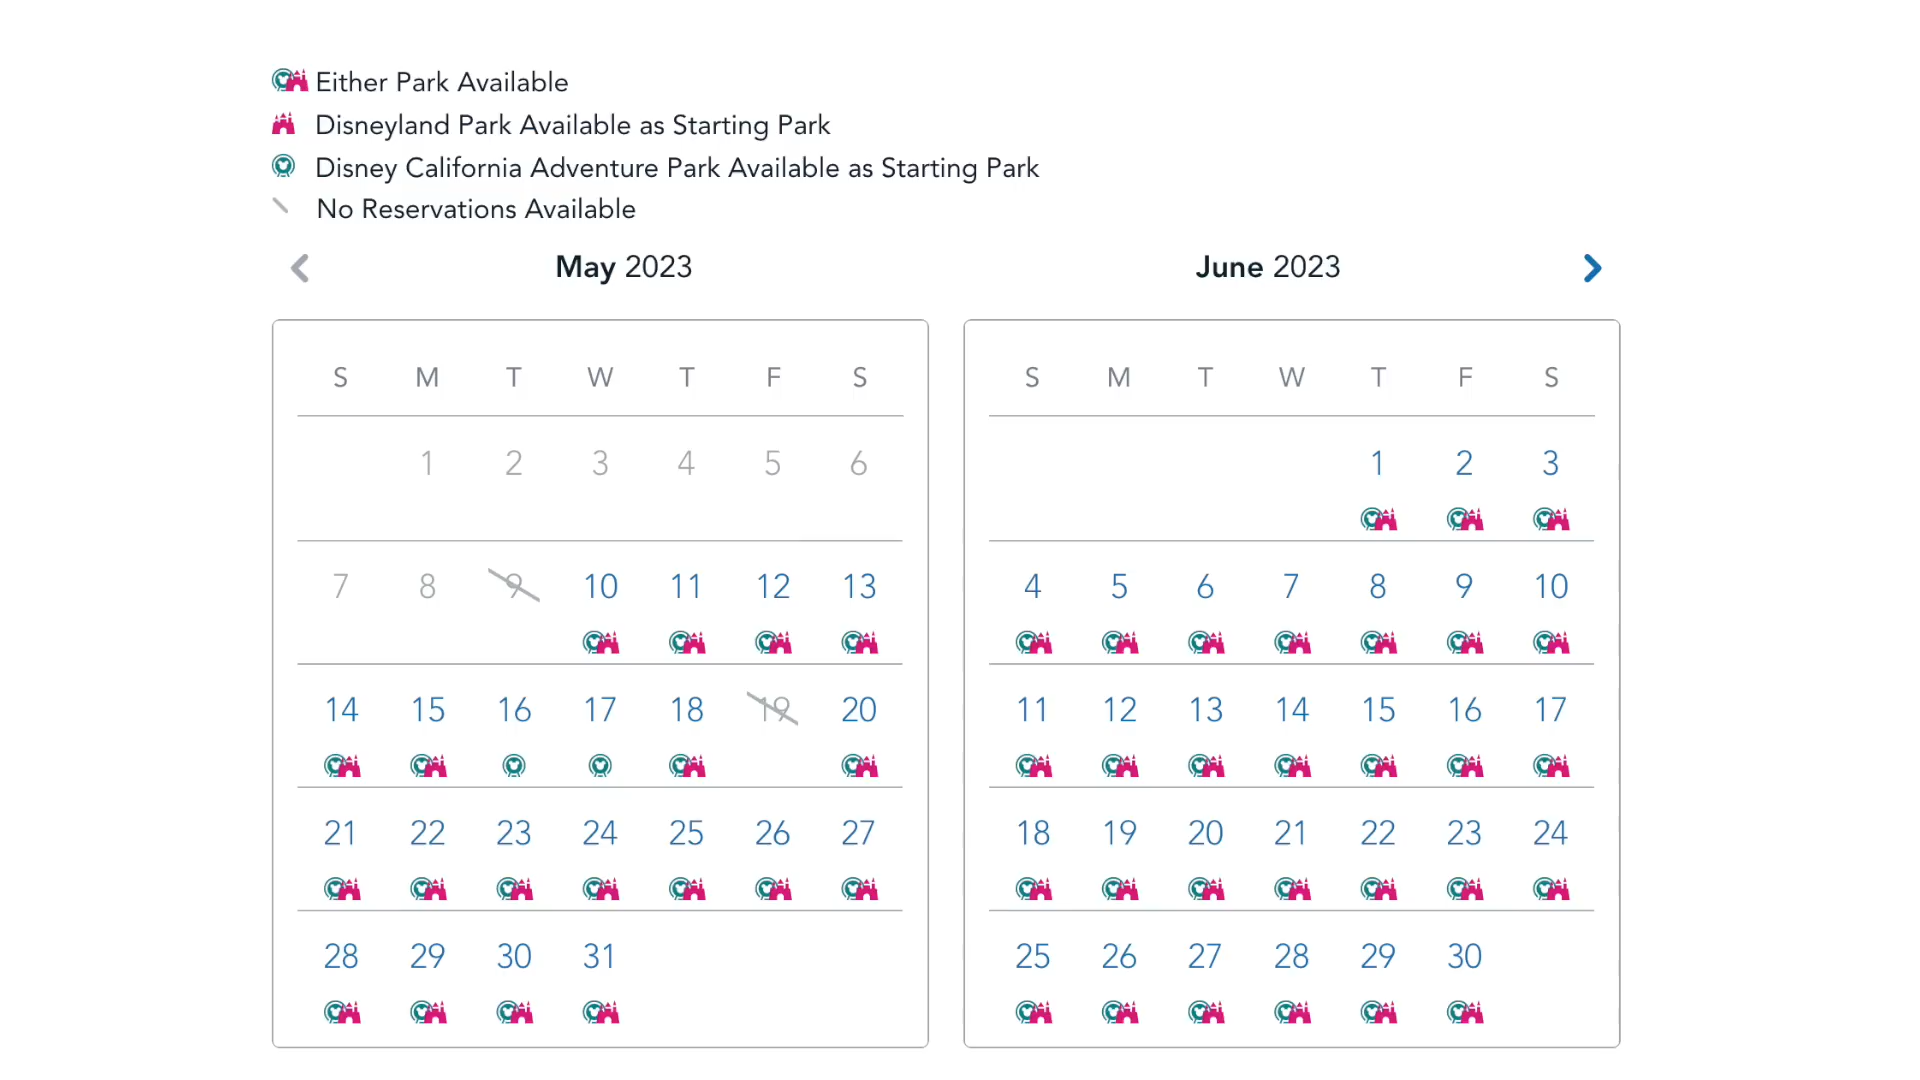 Either Park Available
Disneyland Park Available as Starting Park
Disney California Adventure Park Available as Starting Park
No Reservations Available
May 2023
S M T W T F S
1 2 3 4 5 6
7 8 9 10 11 12 13
14 15 16 17 18 19 20
21 22 23 24 25 26 27
28 29 30 31
June 2023
S M T W T F S
1 2 3
4 5 6 7 8 9 10
11 12 13 14 15 16 17
18 19 20 21 22 23 24
25 26 27 28 29 30